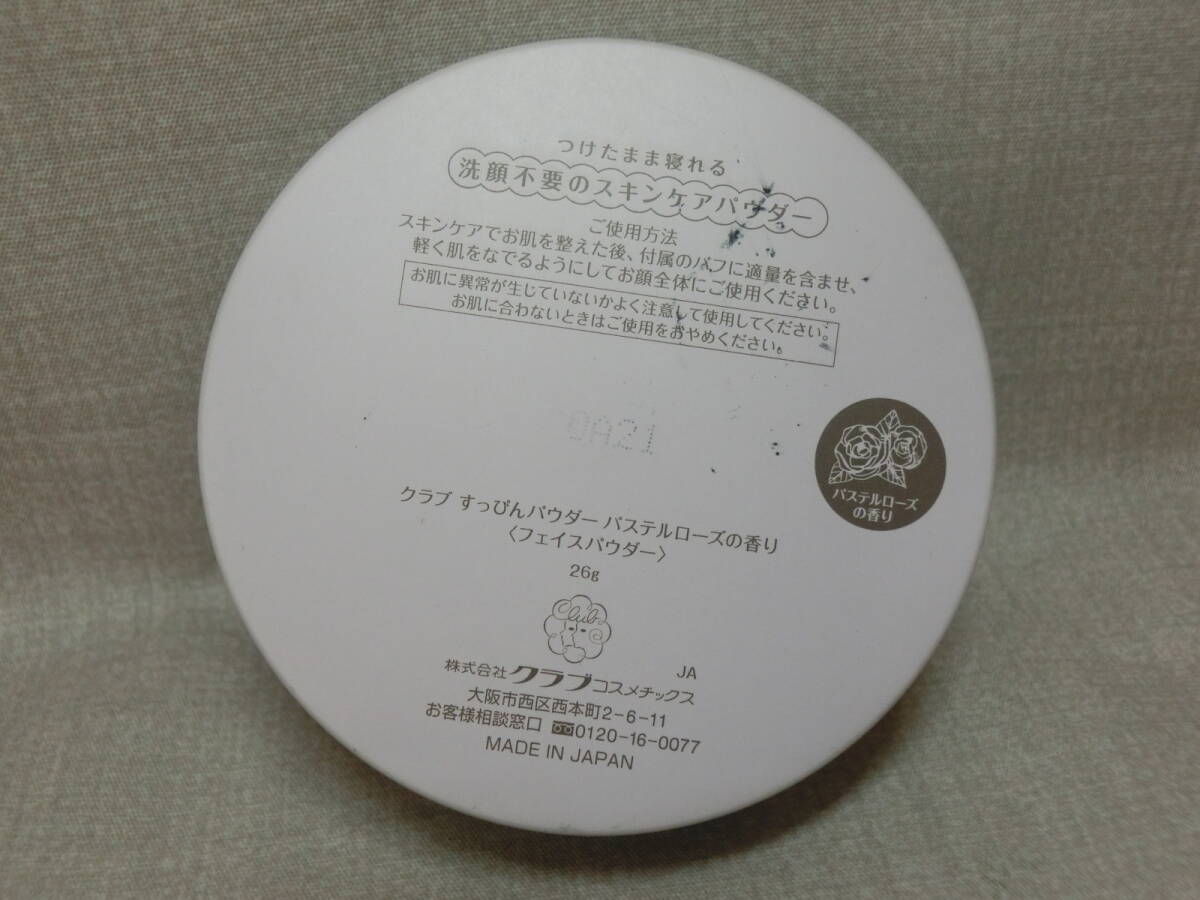 つけたまま寝れる
洗顔不要のスキンケアパウダー
ご使用方法
スキンケアでお肌を整えた後、付属のパフに適量を含ませ、
軽く肌をなでるようにしてお顔全体にご使用ください。
お肌に異常が生じていないかよく注意して使用してください。
お肌に合わないときはご使用をおやめください。
0A21
パステルローズ
の香り
クラブ すっぴんパウダー パステルローズの香り
〈フェイスパウダー〉
26g
Club
JA
株式会社クラブコスメチックス
大阪市西区西本町2-6-11
お客様相談窓口 0120-16-0077
MADE IN JAPAN